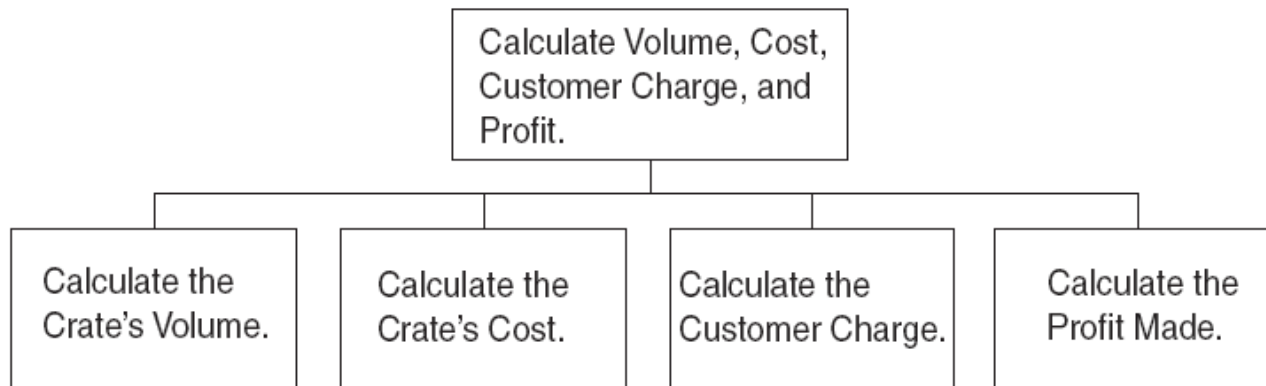 Calculate Volume, Cost,
Customer Charge, and
Profit.
Calculate the
Crate's Volume.
Calculate the
Crate's Cost.
Calculate the
Customer Charge.
Calculate the
Profit Made.